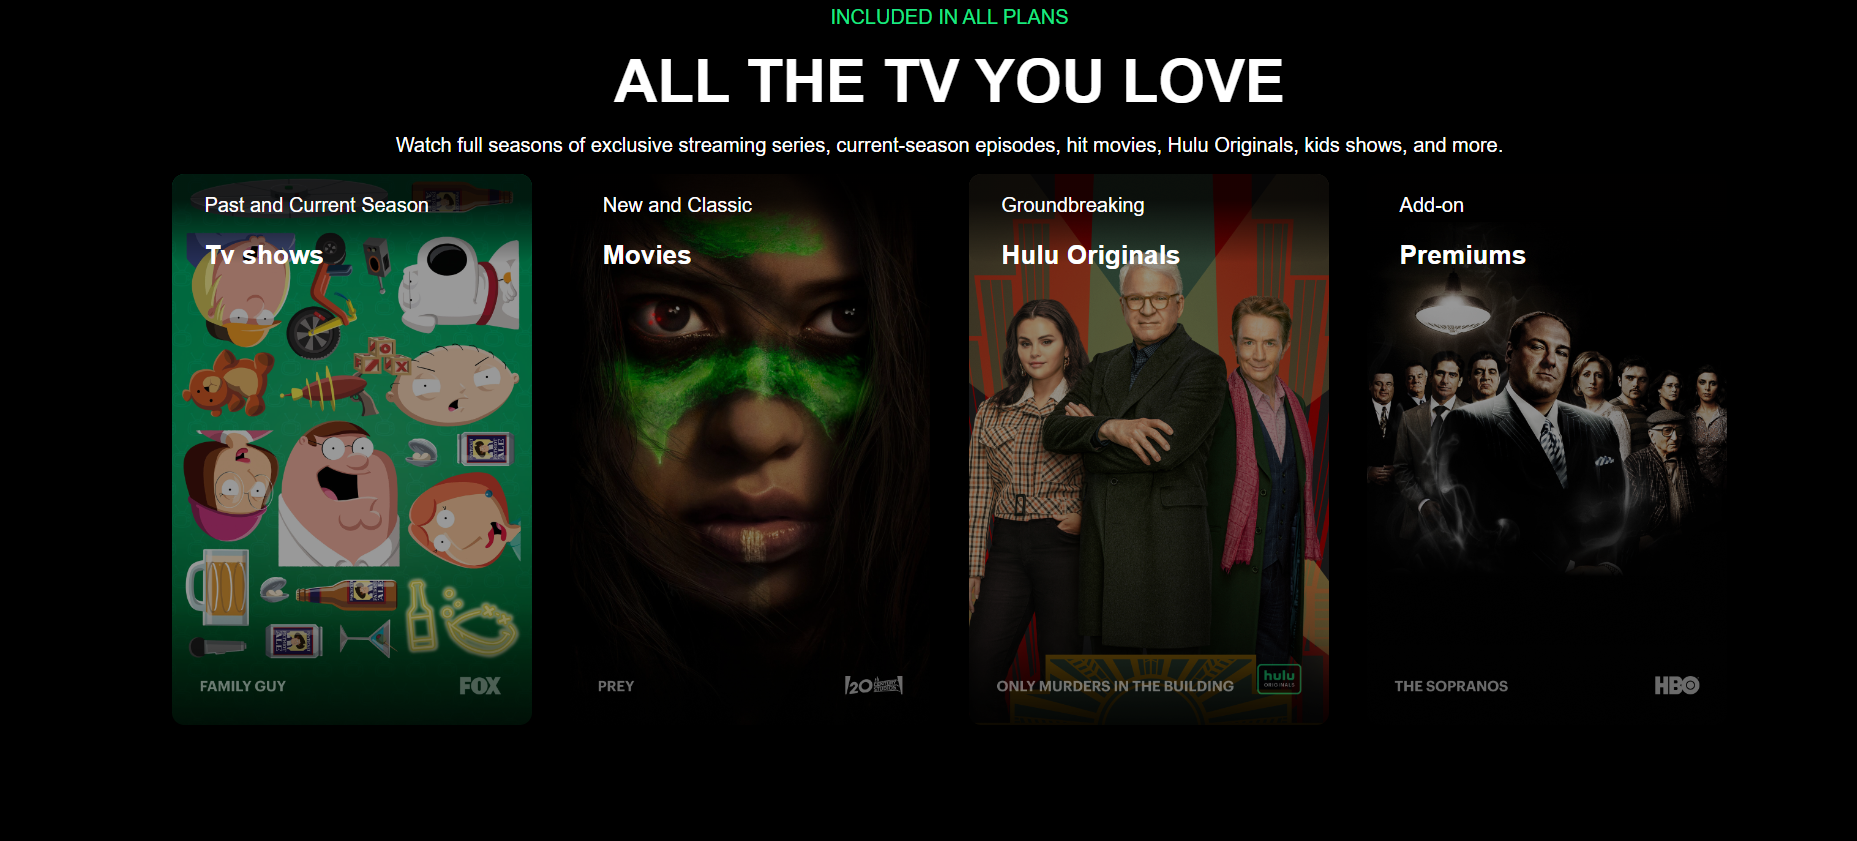 INCLUDED IN ALL PLANS
ALL THE TV YOU LOVE
Watch full seasons of exclusive streaming series, current-season episodes, hit movies, Hulu Originals, kids shows, and more.
Past and Current Season
Tv shows
FAMILY GUY
FOX
New and Classic
Movies
PREY
20
Groundbreaking
Hulu Originals
ONLY MURDERS IN THE BUILDING
hulu
ORIGINALS
Add-on
Premiums
THE SOPRANOS
HBO